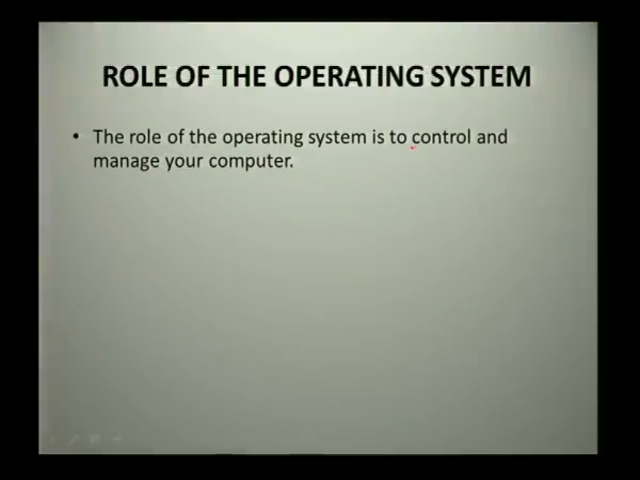 ROLE OF THE OPERATING SYSTEM
• The role of the operating system is to control and
manage your computer.